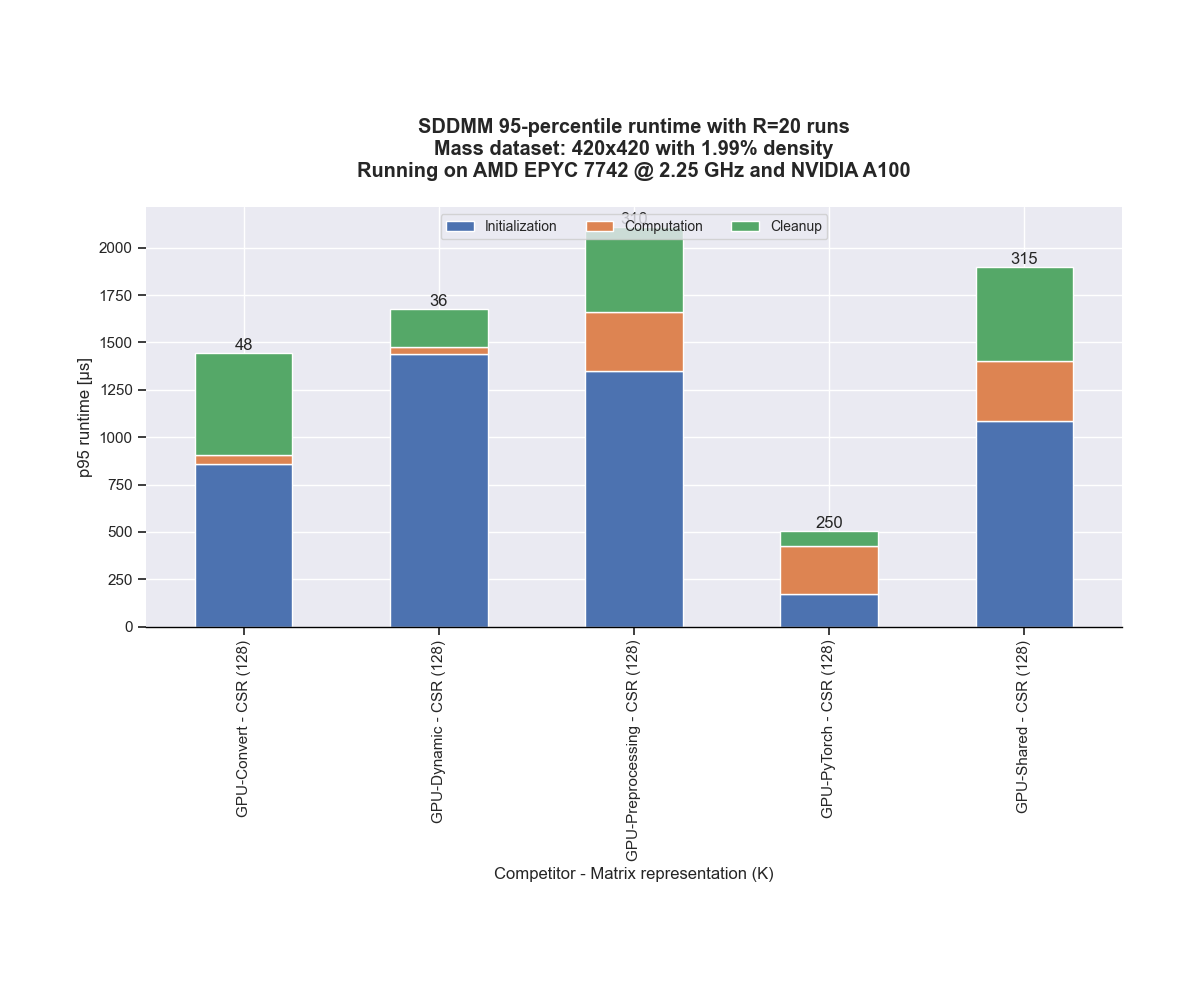 SDDMM 95-percentile runtime with R=20 runs
Mass dataset: 420x420 with 1.99% density
Running on AMD EPYC 7742 @ 2.25 GHz and NVIDIA A100
310
Initialization Computation Cleanup
2000
1750
1500
1250
1000
750
500
250
0
p95 runtime [µs]
48
36
250
315
GPU-Convert - CSR (128)
GPU-Dynamic - CSR (128)
GPU-Preprocessing - CSR (128)
GPU-PyTorch - CSR (128)
GPU-Shared - CSR (128)
Competitor - Matrix representation (K)